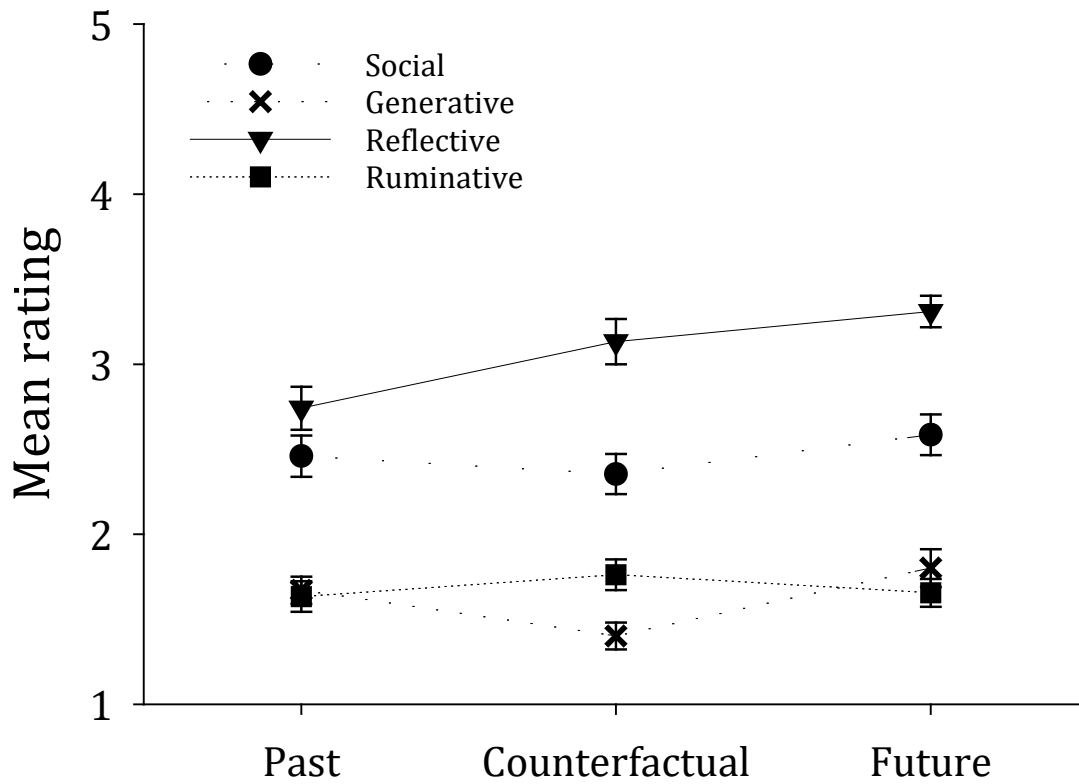 5
Social
Generative
Reflective
Ruminative
4
Mean rating
3
2
1
Past Counterfactual Future